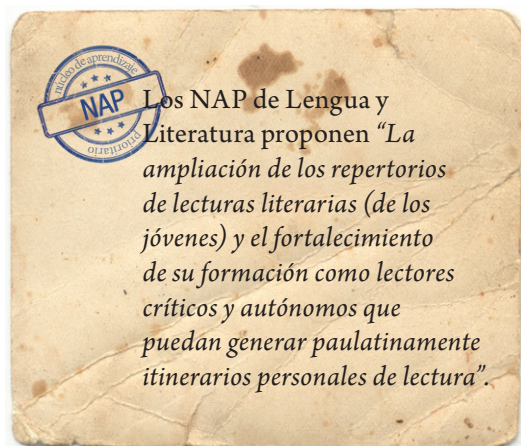 núcleo de aprendizaje
NAP
prioritario
Los NAP de Lengua y
Literatura proponen “La
ampliación de los repertorios
de lecturas literarias (de los
jóvenes) y el fortalecimiento
de su formación como lectores
críticos y autónomos que
puedan generar paulatinamente
itinerarios personales de lectura”.